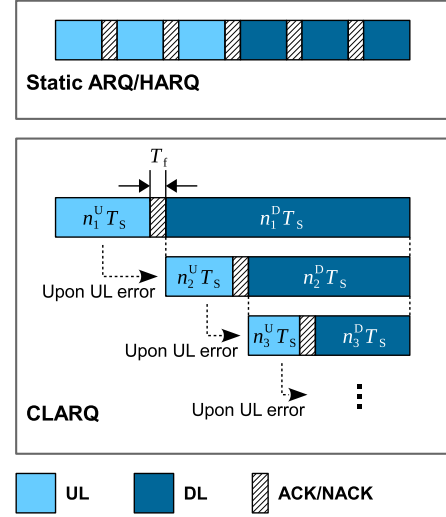 Static ARQ/HARQ
T_f
n_1^U T_S n_1^D T_S
Upon UL error
n_2^U T_S n_2^D T_S
Upon UL error
n_3^U T_S n_3^D T_S
Upon UL error
CLARQ
UL DL ACK/NACK